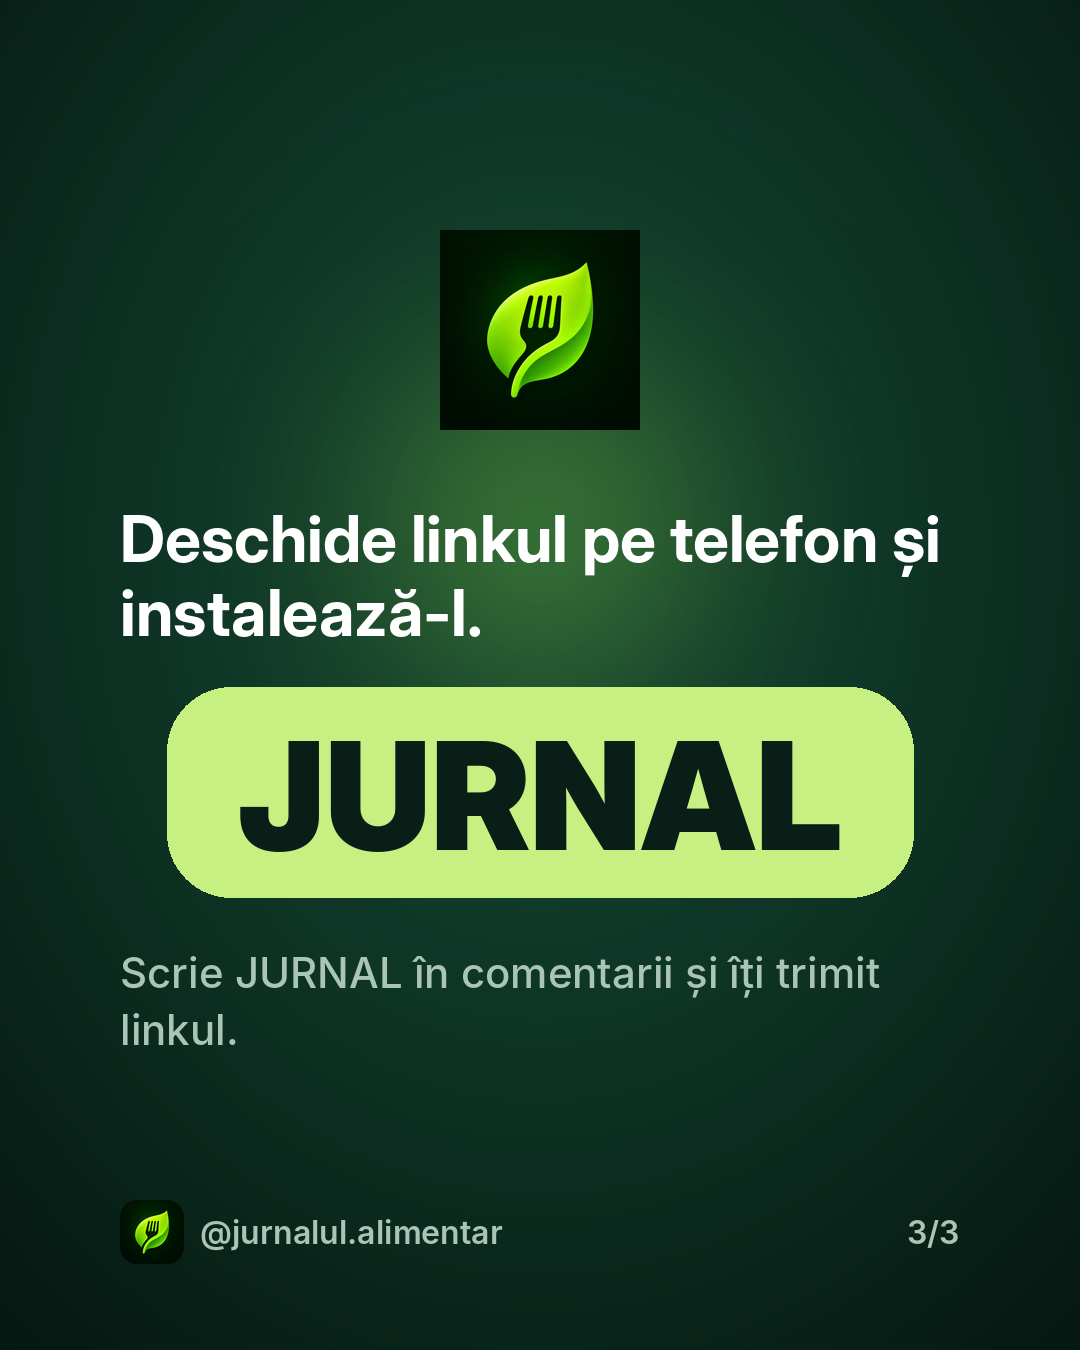 Deschide linkul pe telefon și
instalează-l.
JURNAL
Scrie JURNAL în comentarii și îți trimit
linkul.
@jurnalul.alimentar
3/3